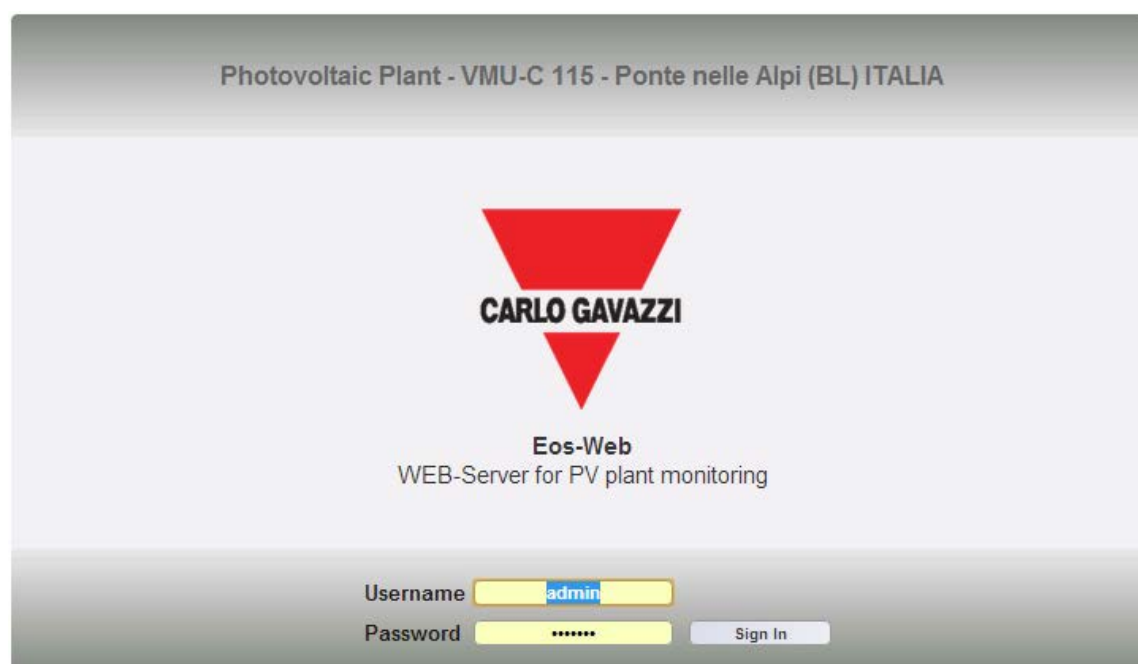 Photovoltaic Plant - VMU-C 115 - Ponte nelle Alpi (BL) ITALIA
CARLO GAVAZZI
Eos-Web
WEB-Server for PV plant monitoring
Username admin
Password ••••••• Sign In